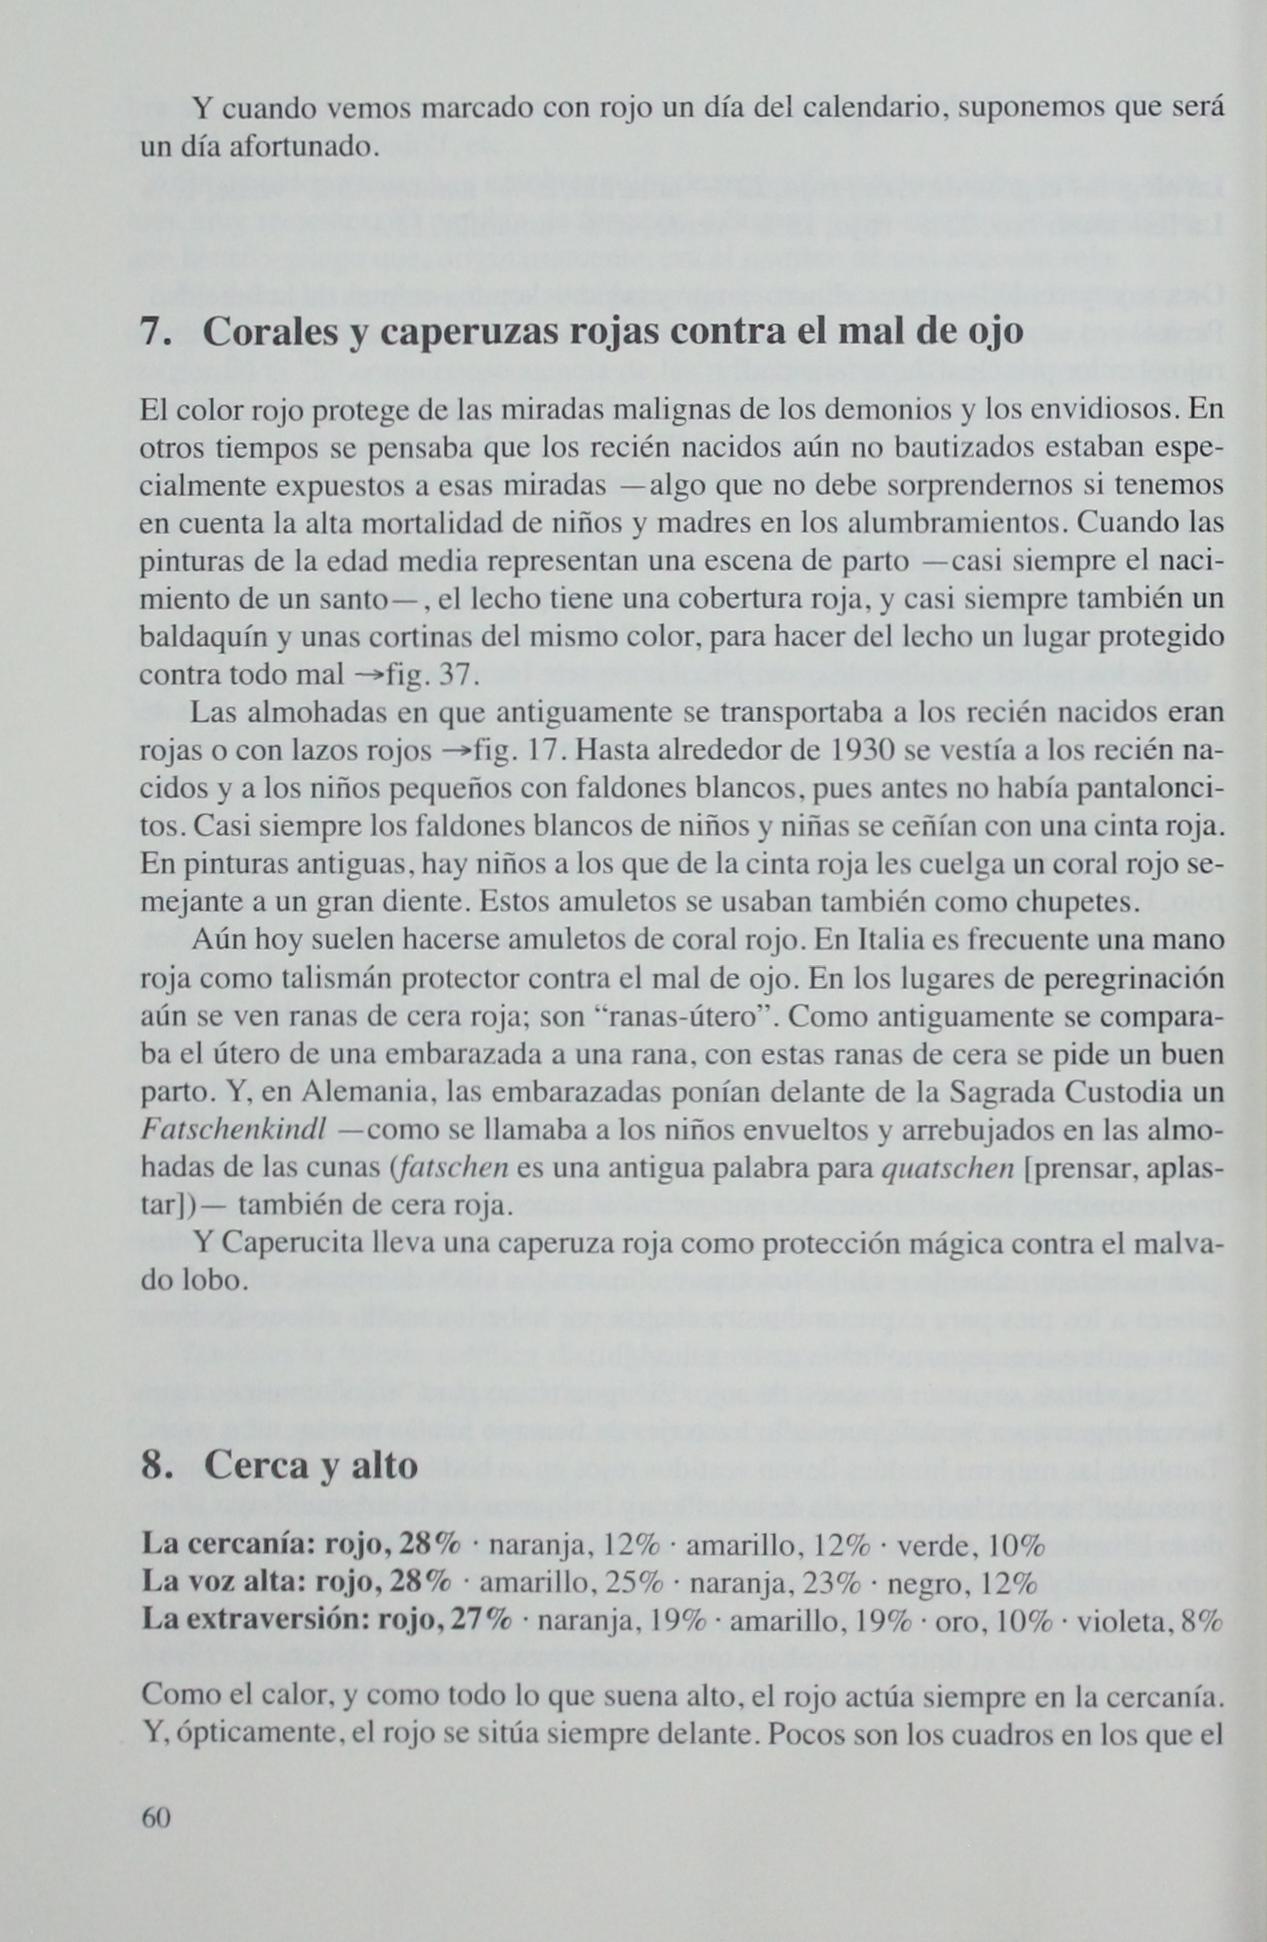 Y cuando vemos marcado con rojo un día del calendario, suponemos que será
un día afortunado.
7. Corales y caperuzas rojas contra el mal de ojo
El color rojo protege de las miradas malignas de los demonios y los envidiosos. En
otros tiempos se pensaba que los recién nacidos aún no bautizados estaban espe-
cialmente expuestos a esas miradas —algo que no debe sorprendernos si tenemos
en cuenta la alta mortalidad de niños y madres en los alumbramientos. Cuando las
pinturas de la edad media representan una escena de parto —casi siempre el naci-
miento de un santo—, el lecho tiene una cobertura roja, y casi siempre también un
baldaquín y unas cortinas del mismo color, para hacer del lecho un lugar protegido
contra todo mal →fig. 37.
Las almohadas en que antiguamente se transportaba a los recién nacidos eran
rojas o con lazos rojos →fig. 17. Hasta alrededor de 1930 se vestía a los recién na-
cidos y a los niños pequeños con faldones blancos, pues antes no había pantalonci-
tos. Casi siempre los faldones blancos de niños y niñas se ceñían con una cinta roja.
En pinturas antiguas, hay niños a los que de la cinta roja les cuelga un coral rojo se-
mejante a un gran diente. Estos amuletos se usaban también como chupetes.
Aún hoy suelen hacerse amuletos de coral rojo. En Italia es frecuente una mano
roja como talismán protector contra el mal de ojo. En los lugares de peregrinación
aún se ven ranas de cera roja; son “ranas-útero”. Como antiguamente se compara-
ba el útero de una embarazada a una rana, con estas ranas de cera se pide un buen
parto. Y, en Alemania, las embarazadas ponían delante de la Sagrada Custodia un
Fatschenkindl —como se llamaba a los niños envueltos y arrebujados en las almo-
hadas de las cunas (fatschen es una antigua palabra para quatschen [prensar, aplas-
tar])— también de cera roja.
Y Caperucita lleva una caperuza roja como protección mágica contra el malva-
do lobo.
8. Cerca y alto
La cercanía: rojo, 28% · naranja, 12% · amarillo, 12% · verde, 10%
La voz alta: rojo, 28% · amarillo, 25% · naranja, 23% · negro, 12%
La extraversión: rojo, 27% · naranja, 19% · amarillo, 19% · oro, 10% · violeta, 8%
Como el calor, y como todo lo que suena alto, el rojo actúa siempre en la cercanía.
Y, ópticamente, el rojo se sitúa siempre delante. Pocos son los cuadros en los que el
60